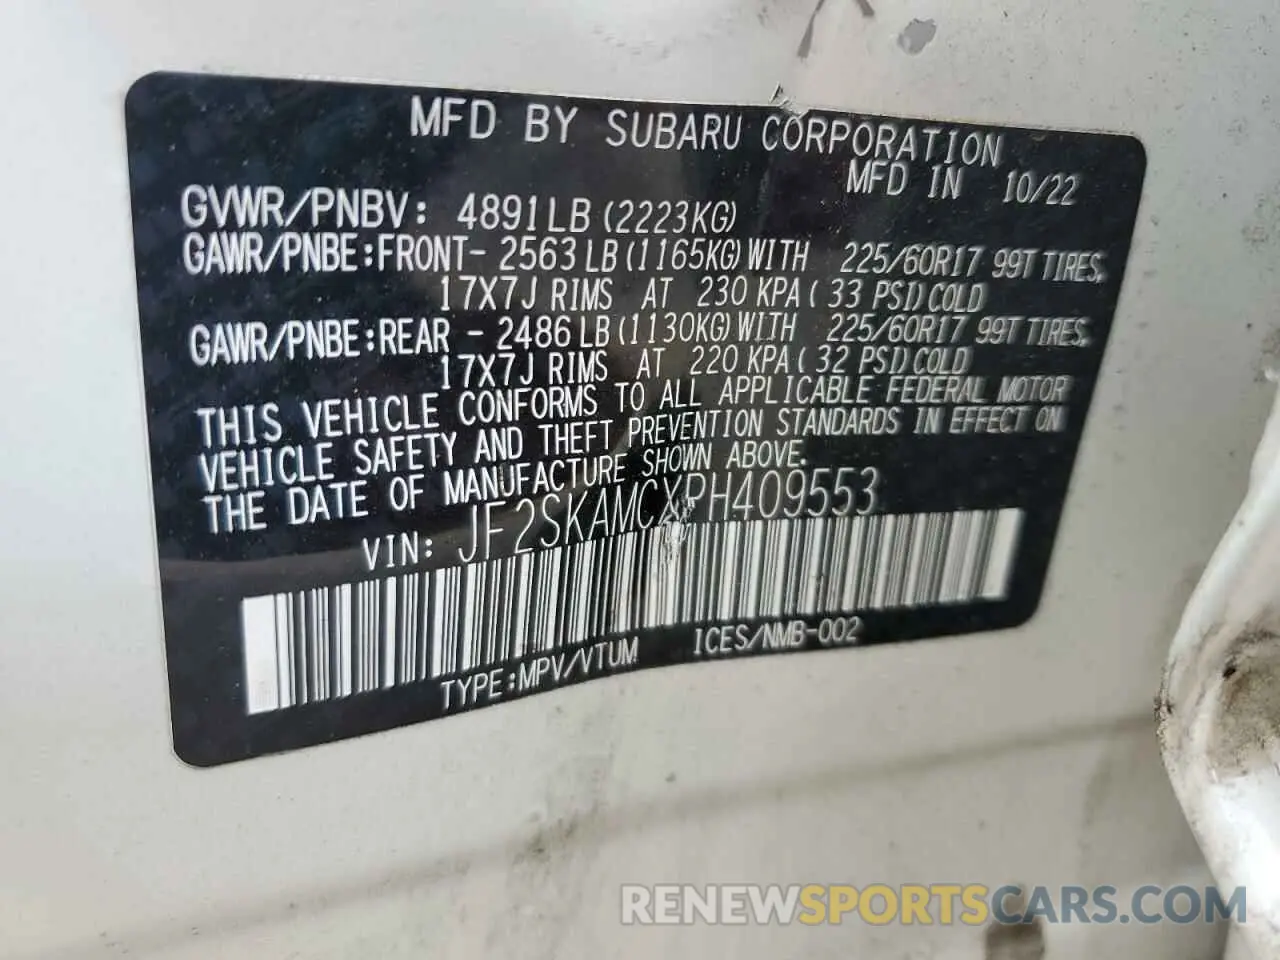 MFD BY SUBARU CORPORATION
MFD IN 10/22
GVWR/PNBV: 4891LB (2223KG)
GAWR/PNBE:FRONT- 2563LB(1165KG)WITH 225/60R17 99T TIRES,
17X7J RIMS AT 230 KPA( 33 PSI)COLD
GAWR/PNBE:REAR - 2486LB(1130KG)WITH 225/60R17 99T TIRES,
17X7J RIMS AT 220 KPA( 32 PSI)COLD
THIS VEHICLE CONFORMS TO ALL APPLICABLE FEDERAL MOTOR
VEHICLE SAFETY AND THEFT PREVENTION STANDARDS IN EFFECT ON
THE DATE OF MANUFACTURE SHOWN ABOVE.
VIN: JF2SKAMCXPH409553
TYPE:MPV/VTUM ICES/NMB-002
RENEWSPORTSCARS.COM